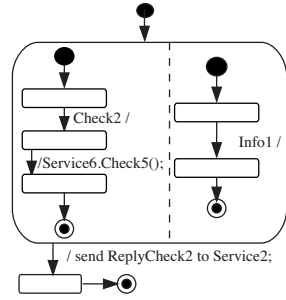 Check2 /
/Service6.Check5();
Info1 /
/ send ReplyCheck2 to Service2;